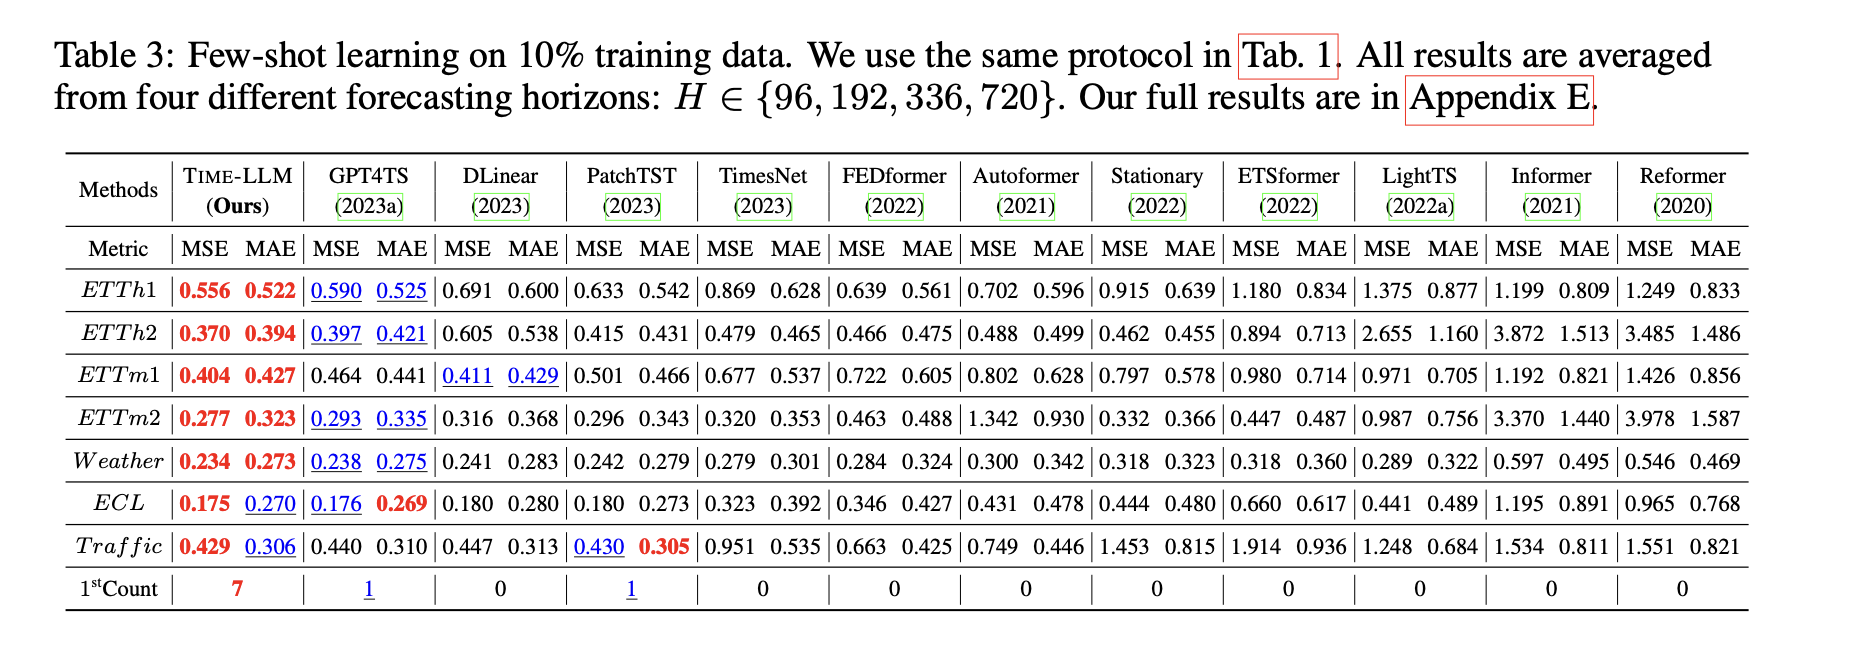 Table 3: Few-shot learning on 10% training data. We use the same protocol in Tab. 1. All results are averaged
from four different forecasting horizons: H ∈ {96, 192, 336, 720}. Our full results are in Appendix E.
Methods TIME-LLM (Ours) GPT4TS (2023a) DLinear (2023) PatchTST (2023) TimesNet (2023) FEDformer (2022) Autoformer (2021) Stationary (2022) ETSformer (2022) LightTS (2022a) Informer (2021) Reformer (2020)
Metric MSE MAE MSE MAE MSE MAE MSE MAE MSE MAE MSE MAE MSE MAE MSE MAE MSE MAE MSE MAE MSE MAE MSE MAE
ETTh1 0.556 0.522 0.590 0.525 0.691 0.600 0.633 0.542 0.869 0.628 0.639 0.561 0.702 0.596 0.915 0.639 1.180 0.834 1.375 0.877 1.199 0.809 1.249 0.833
ETTh2 0.370 0.394 0.397 0.421 0.605 0.538 0.415 0.431 0.479 0.465 0.466 0.475 0.488 0.499 0.462 0.455 0.894 0.713 2.655 1.160 3.872 1.513 3.485 1.486
ETTm1 0.404 0.427 0.464 0.441 0.411 0.429 0.501 0.466 0.677 0.537 0.722 0.605 0.802 0.628 0.797 0.578 0.980 0.714 0.971 0.705 1.192 0.821 1.426 0.856
ETTm2 0.277 0.323 0.293 0.335 0.316 0.368 0.296 0.343 0.320 0.353 0.463 0.488 1.342 0.930 0.332 0.366 0.447 0.487 0.987 0.756 3.370 1.440 3.978 1.587
Weather 0.234 0.273 0.238 0.275 0.241 0.283 0.242 0.279 0.279 0.301 0.284 0.324 0.300 0.342 0.318 0.323 0.318 0.360 0.289 0.322 0.597 0.495 0.546 0.469
ECL 0.175 0.270 0.176 0.269 0.180 0.280 0.180 0.273 0.323 0.392 0.346 0.427 0.431 0.478 0.444 0.480 0.660 0.617 0.441 0.489 1.195 0.891 0.965 0.768
Traffic 0.429 0.306 0.440 0.310 0.447 0.313 0.430 0.305 0.951 0.535 0.663 0.425 0.749 0.446 1.453 0.815 1.914 0.936 1.248 0.684 1.534 0.811 1.551 0.821
1stCount 7 1 0 1 0 0 0 0 0 0 0 0